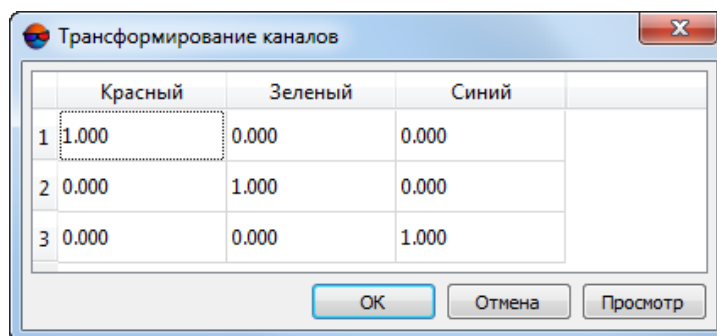 Трансформирование каналов
Красный Зеленый Синий
1 1.000 0.000 0.000
2 0.000 1.000 0.000
3 0.000 0.000 1.000
ОК Отмена Просмотр